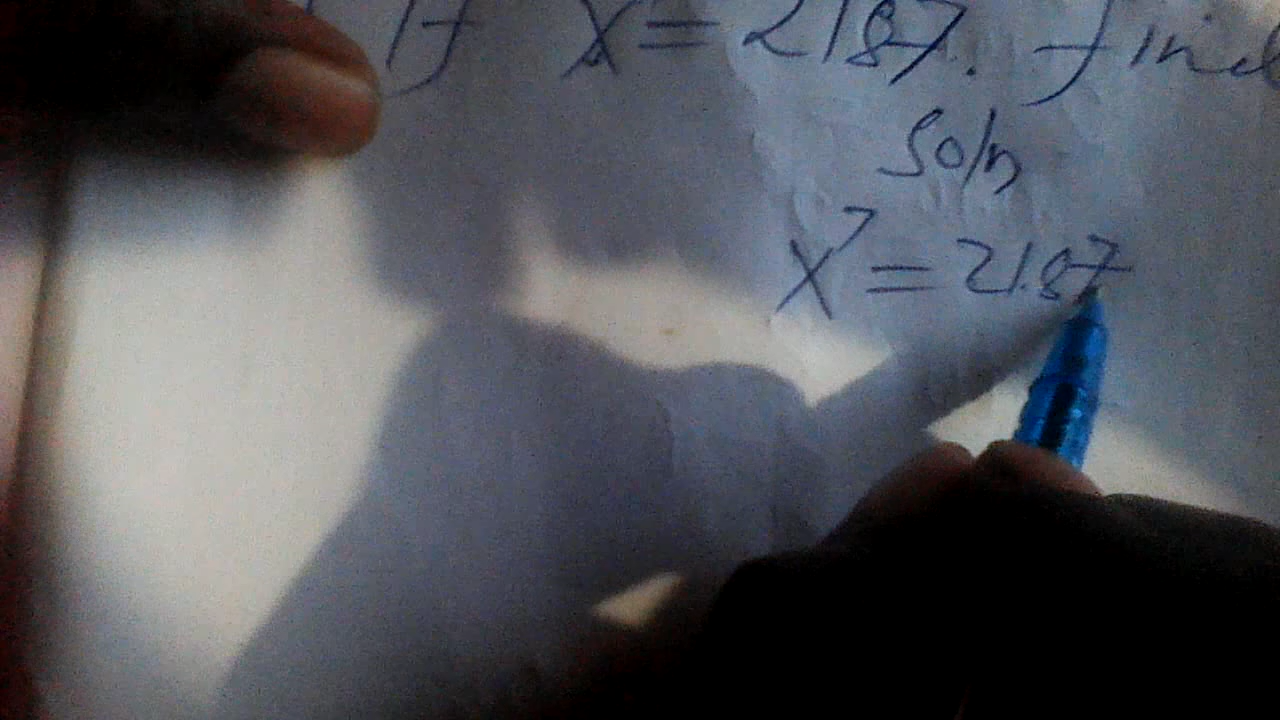 If X = 2187. find
Soln
X⁷ = 2187